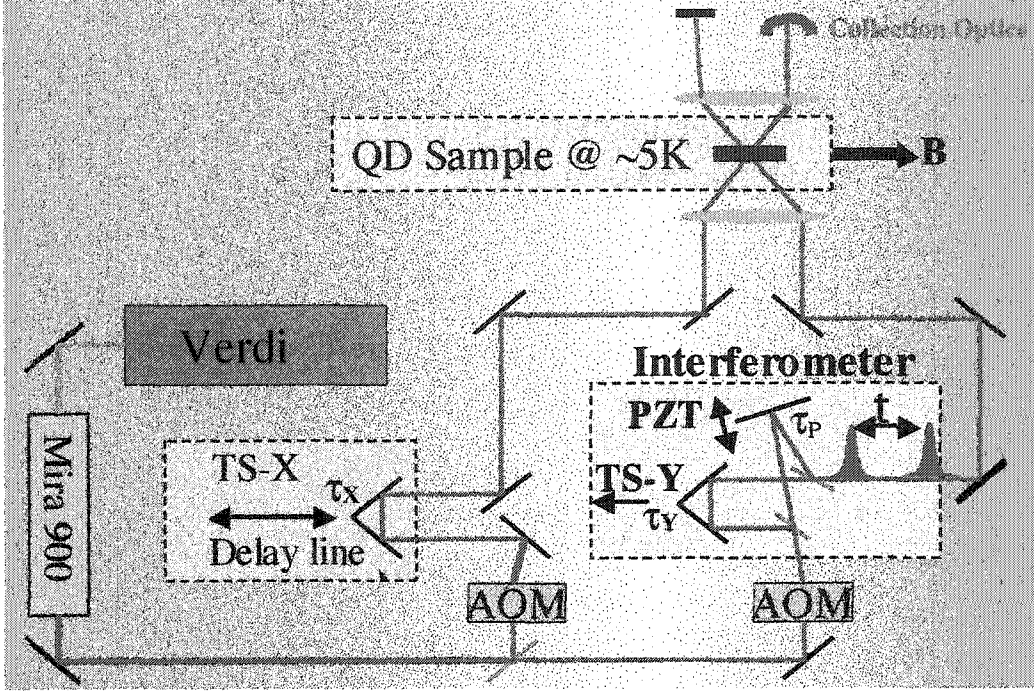 Collection Optics
QD Sample @ ~5K
B
Verdi
Interferometer
PZT
τP
t
Mira 900
TS-X
τX
Delay line
TS-Y
τY
AOM
AOM